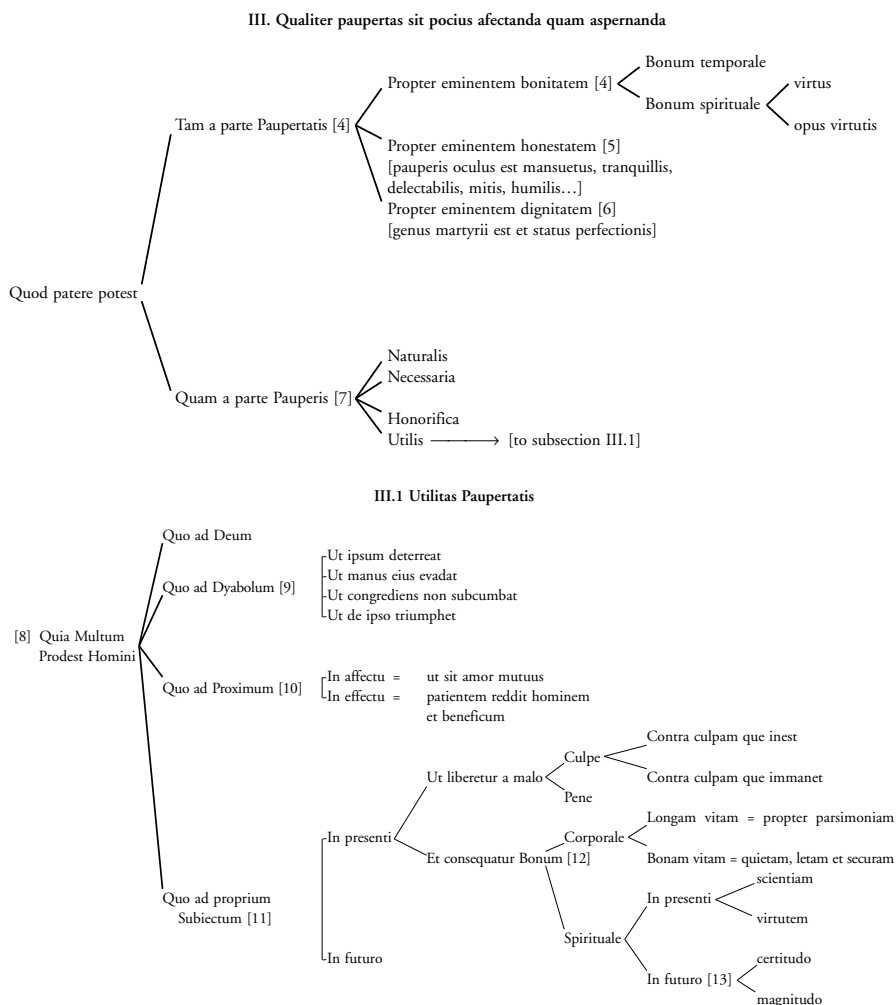 III. Qualiter paupertas sit pocius afectanda quam aspernanda
Bonum temporale
Propter eminentem bonitatem [4]
virtus
Bonum spirituale
Tam a parte Paupertatis [4]
opus virtutis
Propter eminentem honestatem [5]
[pauperis oculus est mansuetus, tranquillis,
delectabilis, mitis, humilis…]
Propter eminentem dignitatem [6]
[genus martyrii est et status perfectionis]
Quod patere potest
Naturalis
Necessaria
Quam a parte Pauperis [7]
Honorifica
Utilis ⟶ [to subsection III.1]
III.1 Utilitas Paupertatis
Quo ad Deum
Ut ipsum deterreat
Ut manus eius evadat
Quo ad Dyabolum [9]
Ut congrediens non subcumbat
Ut de ipso triumphet
[8] Quia Multum
Prodest Homini
In affectu = ut sit amor mutuus
Quo ad Proximum [10]
In effectu = patientem reddit hominem
et beneficum
Contra culpam que inest
Culpe
Ut liberetur a malo
Contra culpam que immanet
Pene
Longam vitam = propter parsimoniam
In presenti
Corporale
Et consequatur Bonum [12]
Bonam vitam = quietam, letam et securam
scientiam
Quo ad proprium
Subiectum [11]
In presenti
virtutem
Spirituale
In futuro
certitudo
In futuro [13]
magnitudo